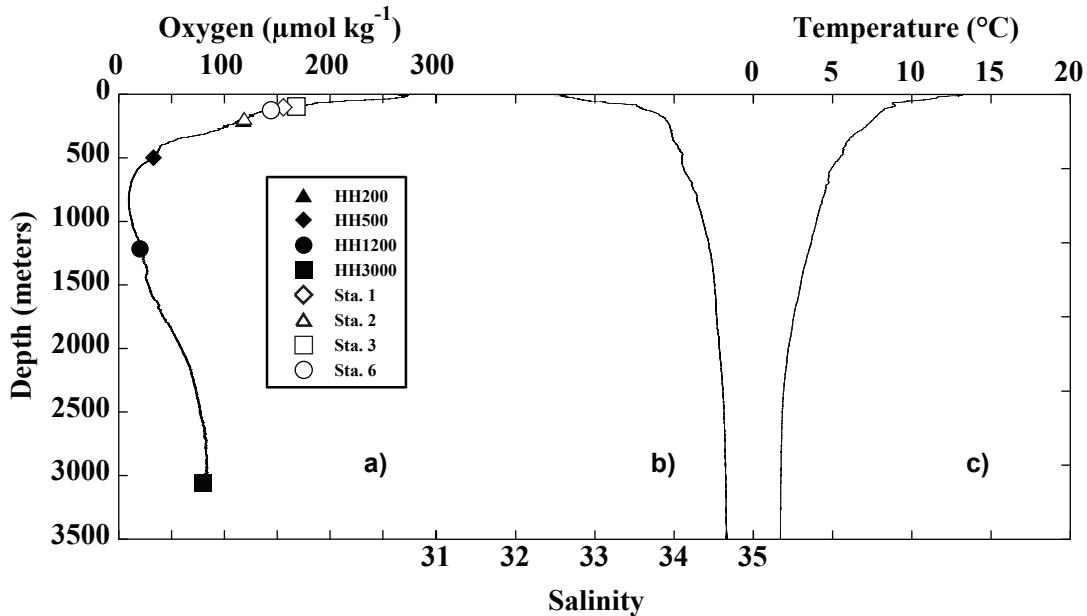 Oxygen (µmol kg⁻¹)
Temperature (°C)
0 100 200 300
0 5 10 15 20
0
500
1000
1500
2000
2500
3000
3500
Depth (meters)
HH200
HH500
HH1200
HH3000
Sta. 1
Sta. 2
Sta. 3
Sta. 6
a)
b)
c)
31 32 33 34 35
Salinity